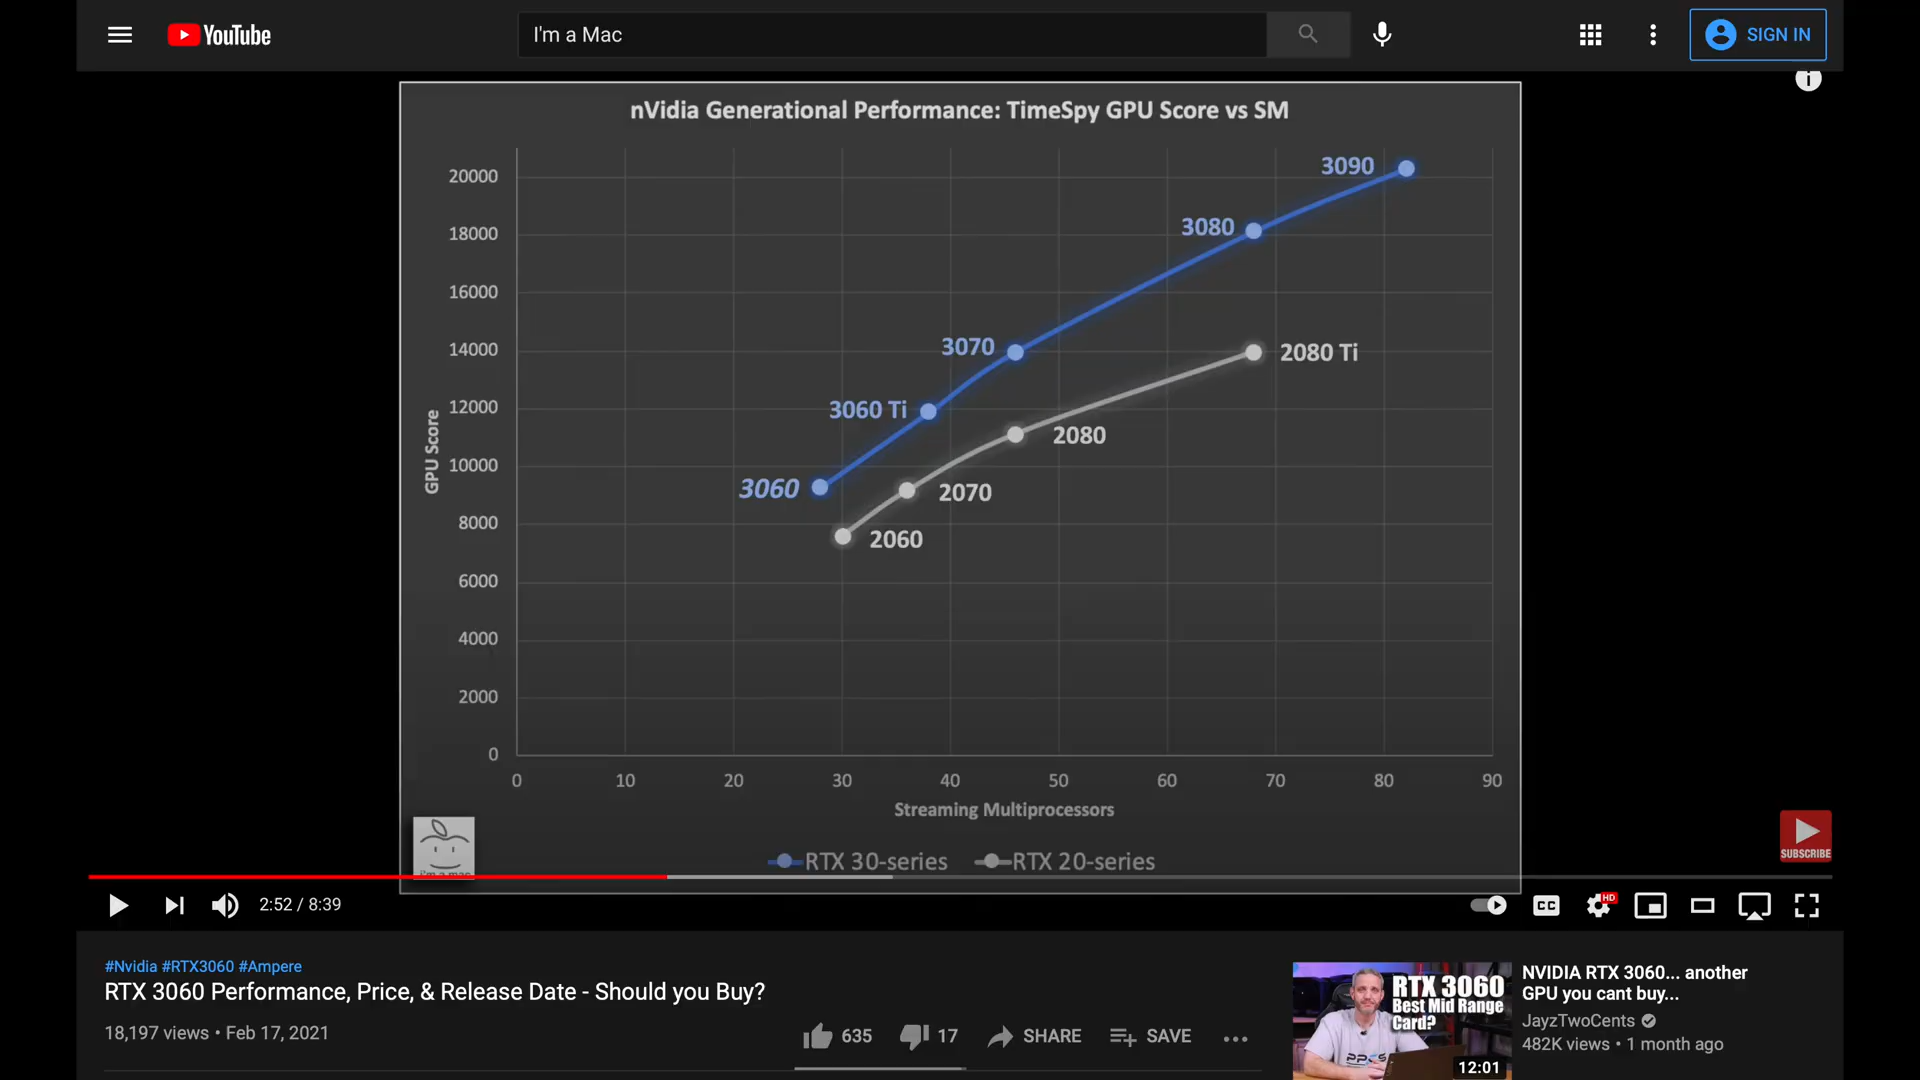 YouTube
I'm a Mac
SIGN IN
nVidia Generational Performance: TimeSpy GPU Score vs SM
20000
18000
16000
14000
12000
10000
8000
6000
4000
2000
0
GPU Score
3090
3080
3070
2080 Ti
3060 Ti
2080
3060
2070
2060
0 10 20 30 40 50 60 70 80 90
Streaming Multiprocessors
RTX 30-series RTX 20-series
i'm a mac
SUBSCRIBE
2:52 / 8:39
CC
HD
#Nvidia #RTX3060 #Ampere
RTX 3060 Performance, Price, & Release Date - Should you Buy?
18,197 views • Feb 17, 2021
635 17 SHARE SAVE
RTX 3060
Best Mid Range
Card?
12:01
NVIDIA RTX 3060... another
GPU you cant buy...
JayzTwoCents
482K views • 1 month ago